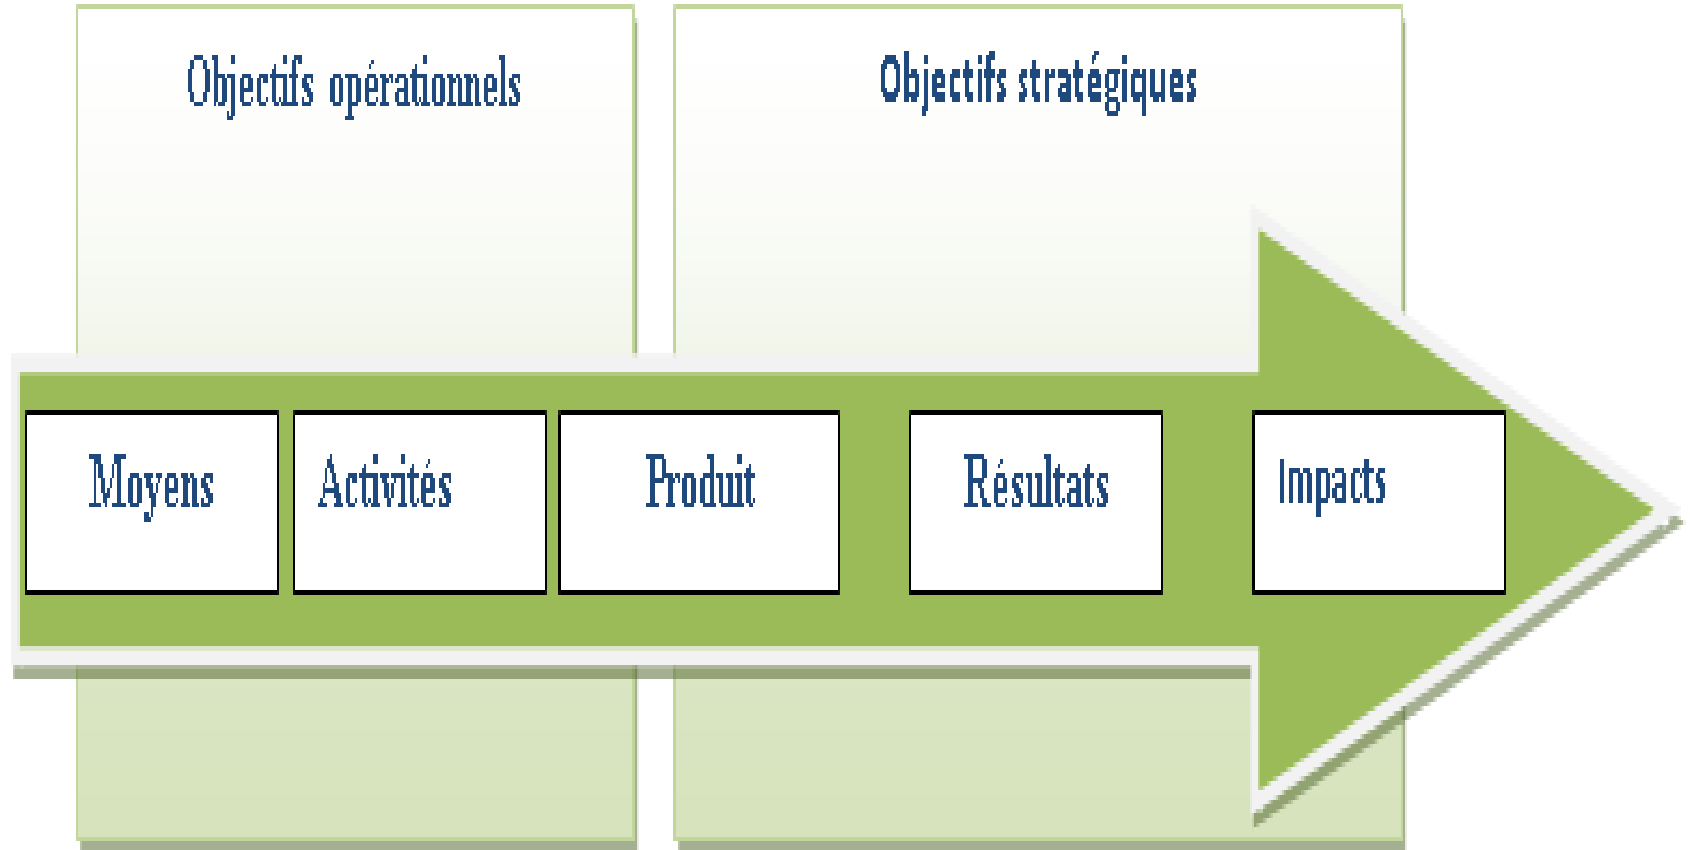 Objectifs opérationnels
Objectifs stratégiques
Moyens
Activités
Produit
Résultats
Impacts